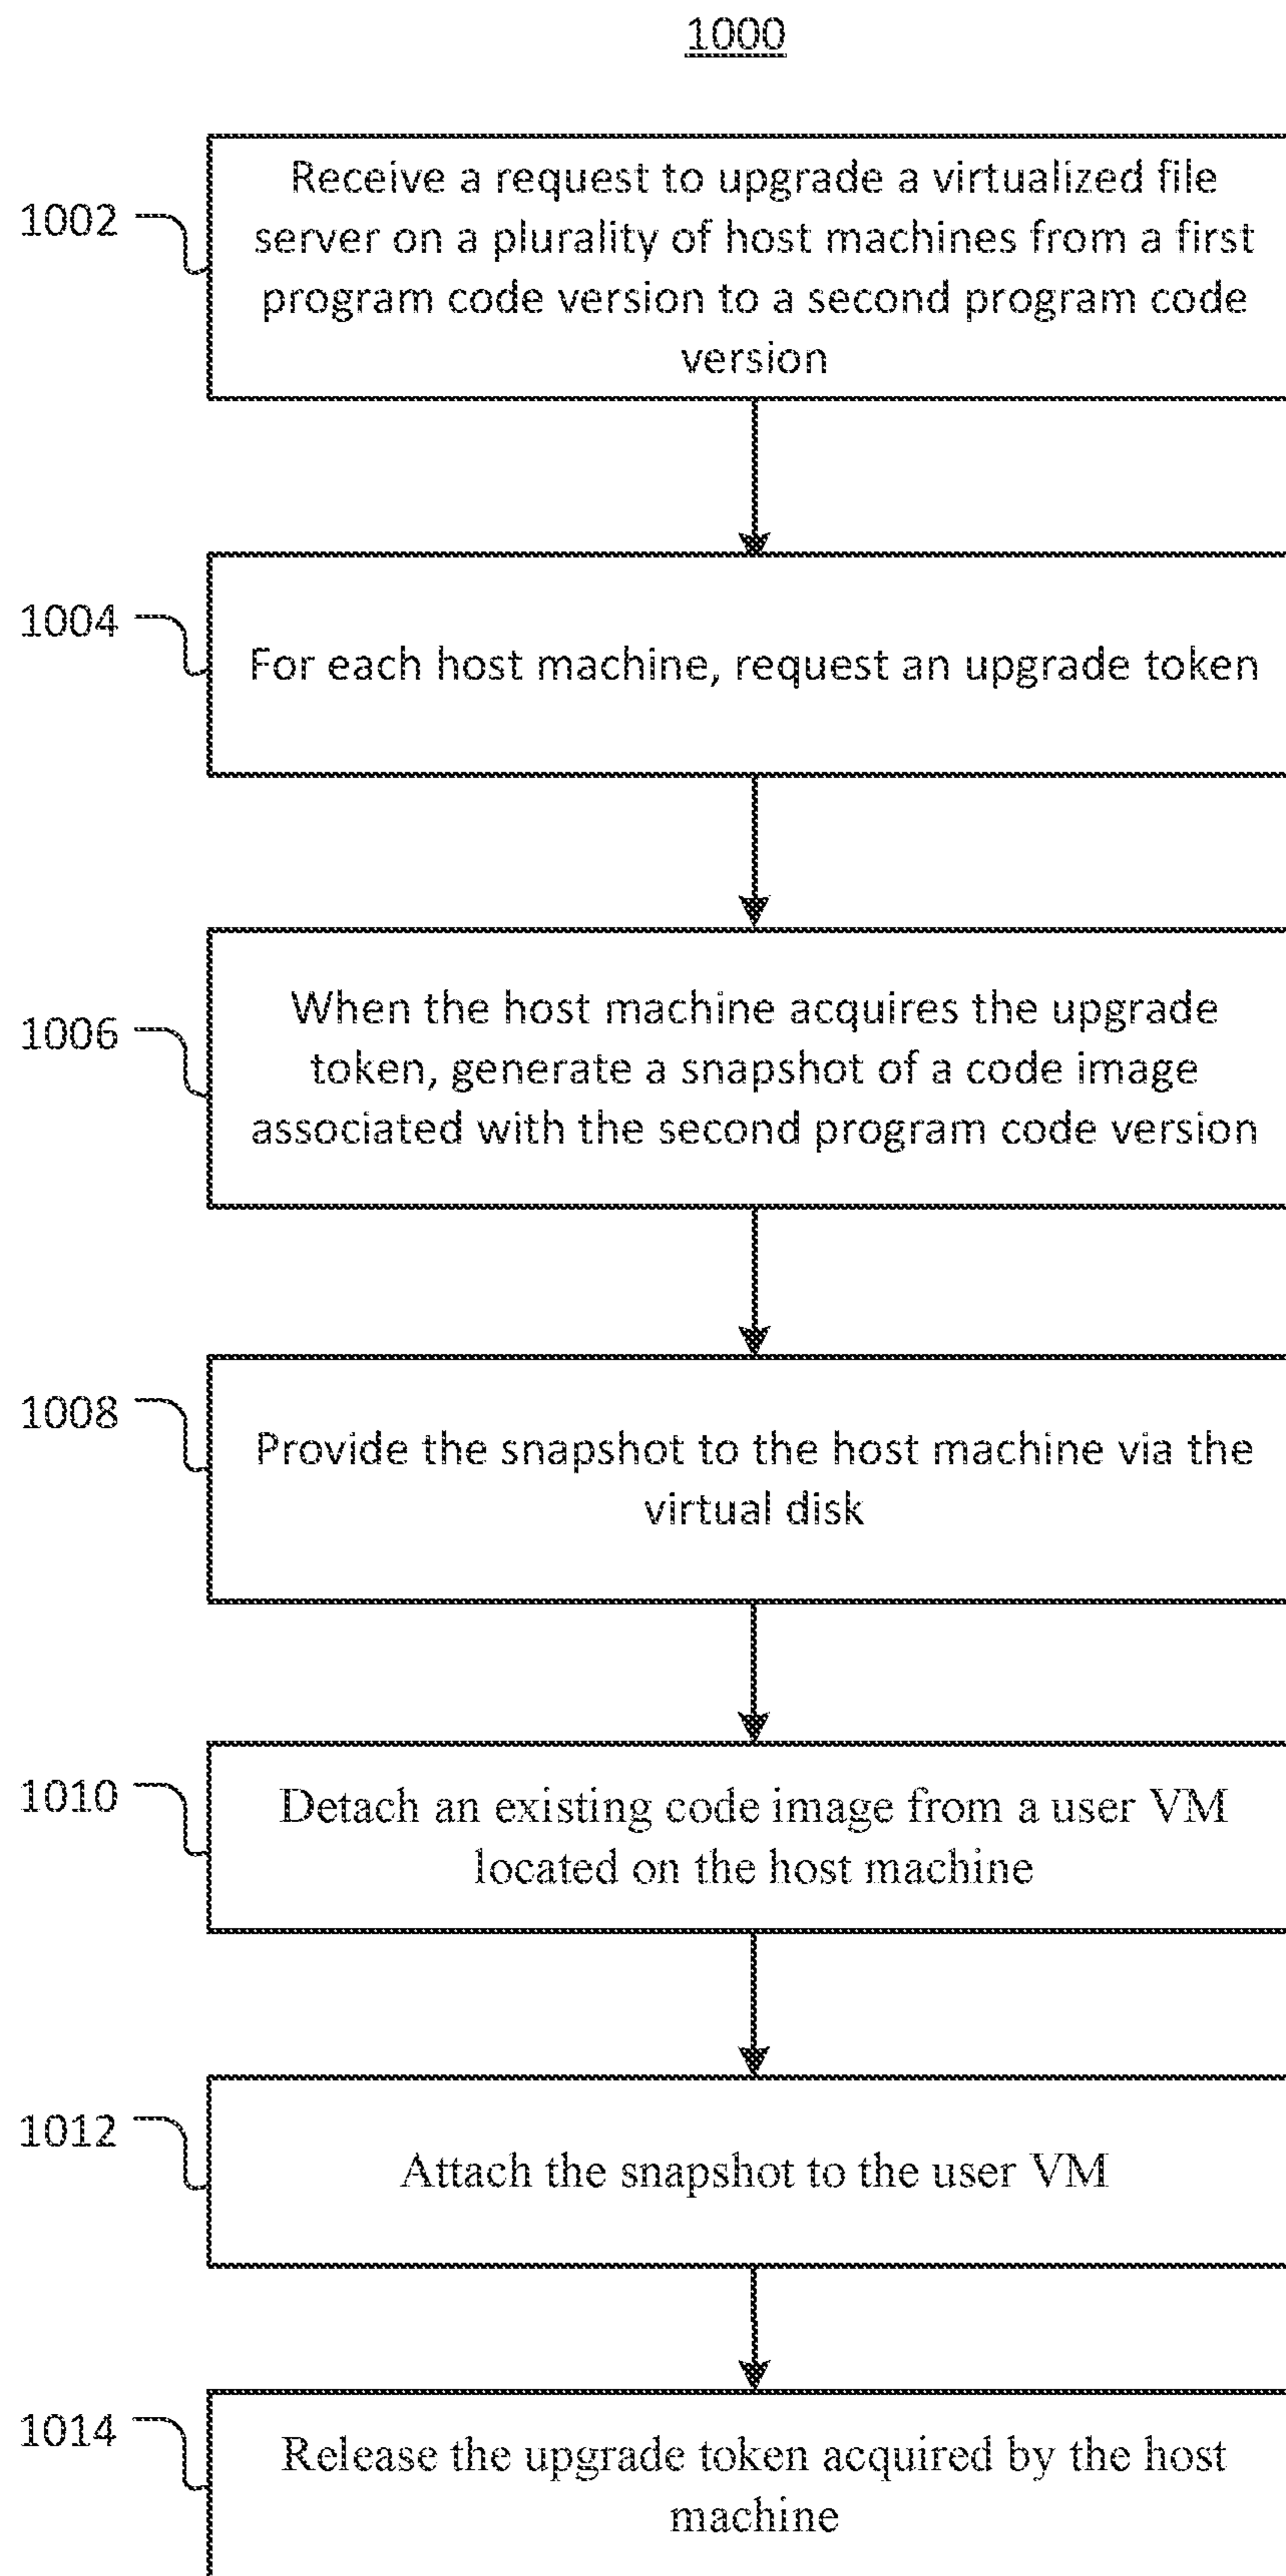 1000
1002
Receive a request to upgrade a virtualized file
server on a plurality of host machines from a first
program code version to a second program code
version
1004
For each host machine, request an upgrade token
1006
When the host machine acquires the upgrade
token, generate a snapshot of a code image
associated with the second program code version
1008
Provide the snapshot to the host machine via the
virtual disk
1010
Detach an existing code image from a user VM
located on the host machine
1012
Attach the snapshot to the user VM
1014
Release the upgrade token acquired by the host
machine